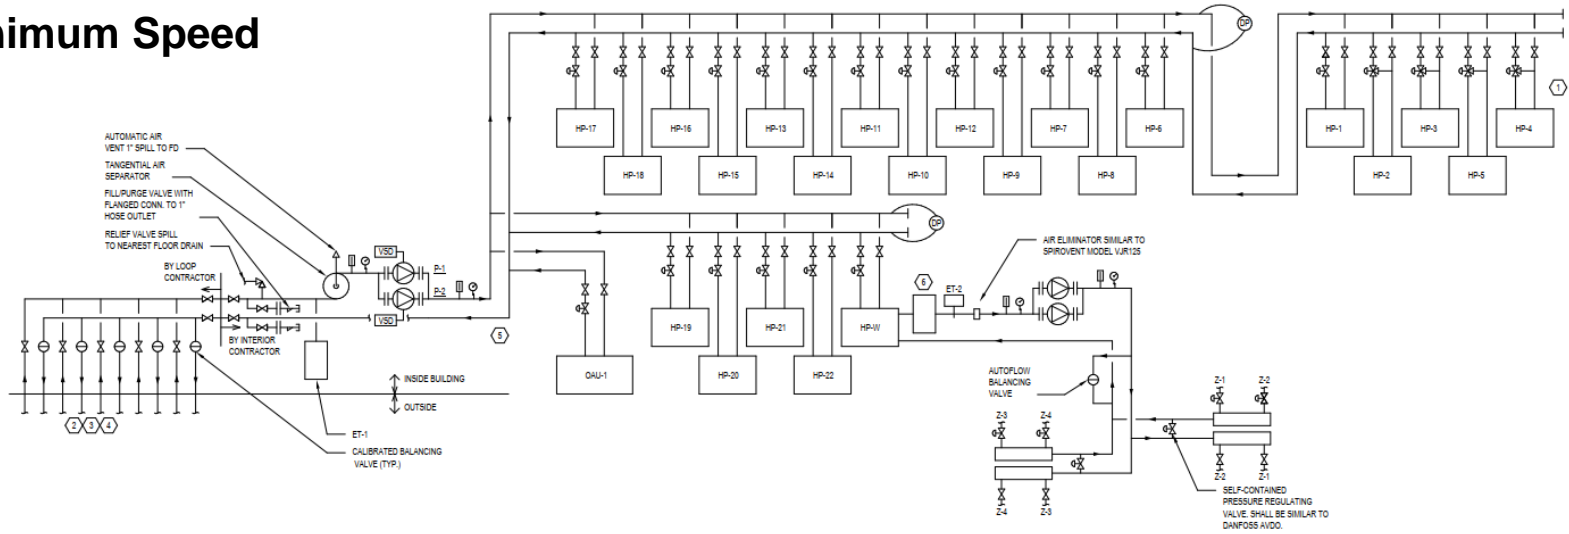 nimum Speed
DP
1
HP-17
HP-16
HP-13
HP-11
HP-12
HP-7
HP-6
HP-1
HP-3
HP-4
HP-18
HP-15
HP-14
HP-10
HP-9
HP-8
HP-2
HP-5
AUTOMATIC AIR
VENT 1" SPILL TO FD
TANGENTIAL AIR
SEPARATOR
FILL/PURGE VALVE WITH
FLANGED CONN. TO 1"
HOSE OUTLET
RELIEF VALVE SPILL
TO NEAREST FLOOR DRAIN
BY LOOP
CONTRACTOR
VSD
P-1
P-2
VSD
BY INTERIOR
CONTRACTOR
5
DP
AIR ELIMINATOR SIMILAR TO
SPIROVENT MODEL VJR125
6
ET-2
HP-19
HP-21
HP-W
OAU-1
HP-20
HP-22
INSIDE BUILDING
OUTSIDE
2
3
4
ET-1
CALIBRATED BALANCING
VALVE (TYP.)
AUTOFLOW
BALANCING
VALVE
Z-1
Z-2
Z-3
Z-4
Z-2
Z-1
Z-4
Z-3
SELF-CONTAINED
PRESSURE REGULATING
VALVE. SHALL BE SIMILAR TO
DANFOSS AVDO.